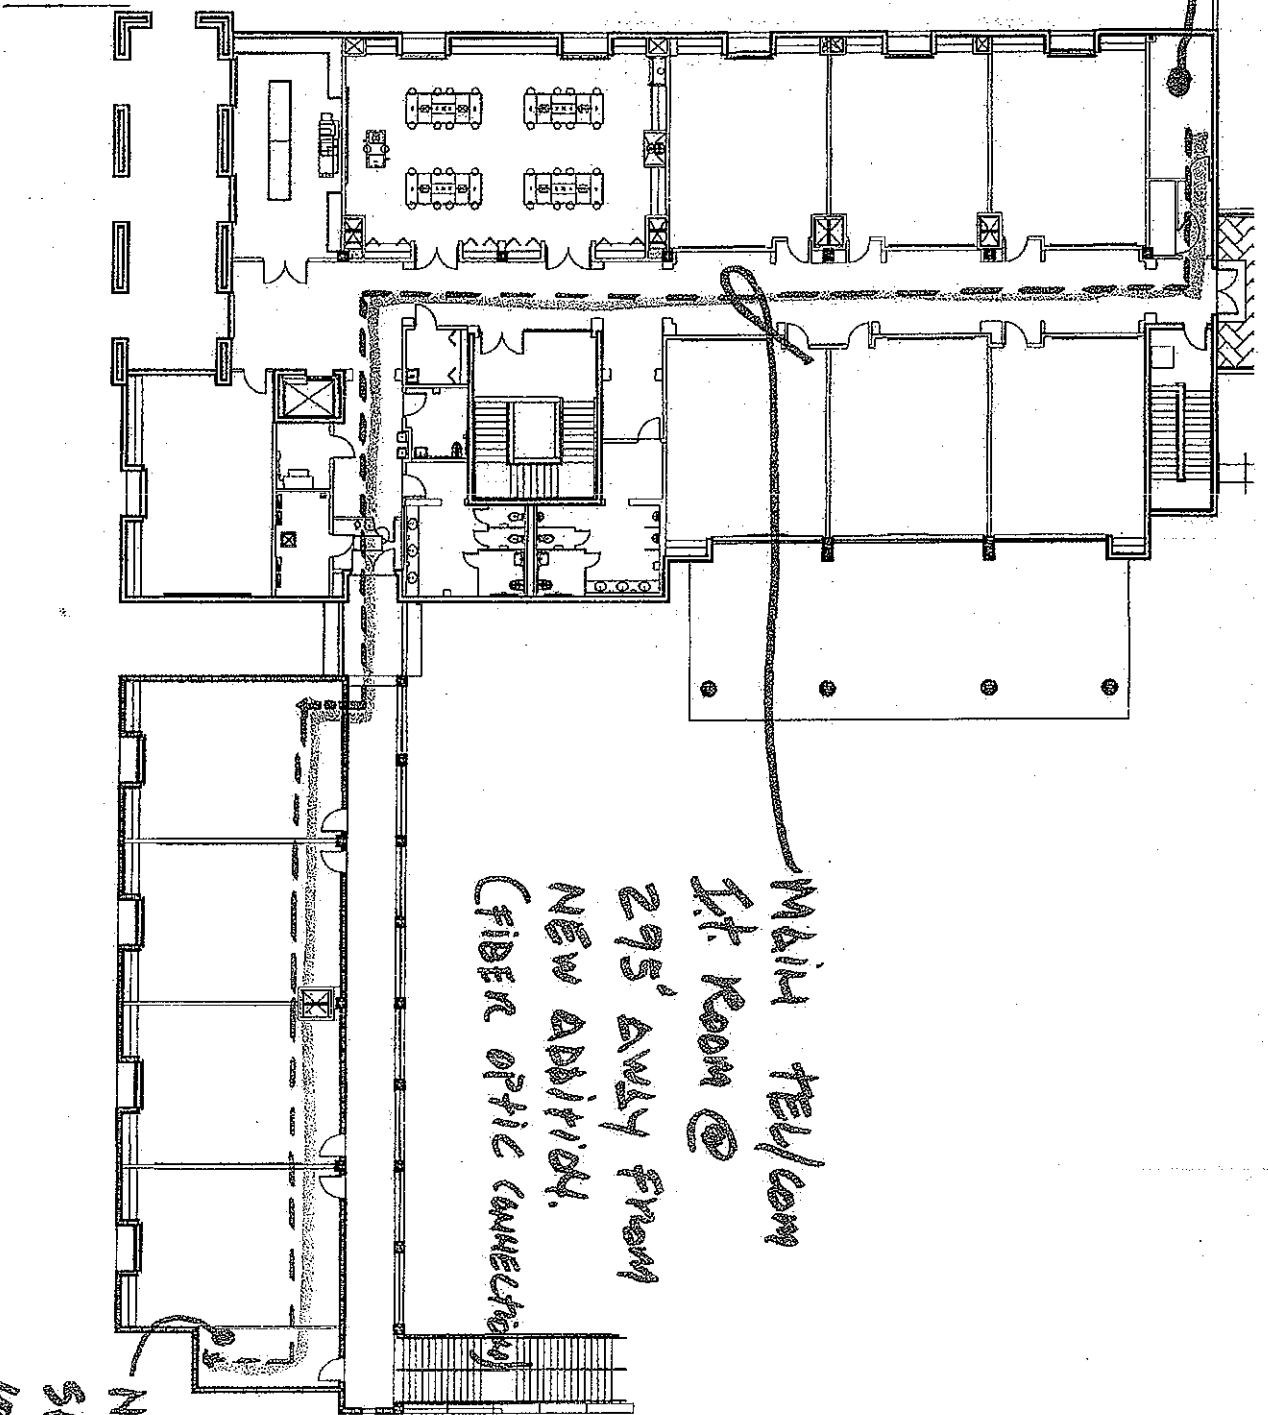 MAIN TEL/COM
I.T. ROOM @
295' AWAY FROM
NEW ADDITION.
(FIBER OPTIC CONNECTION)
N